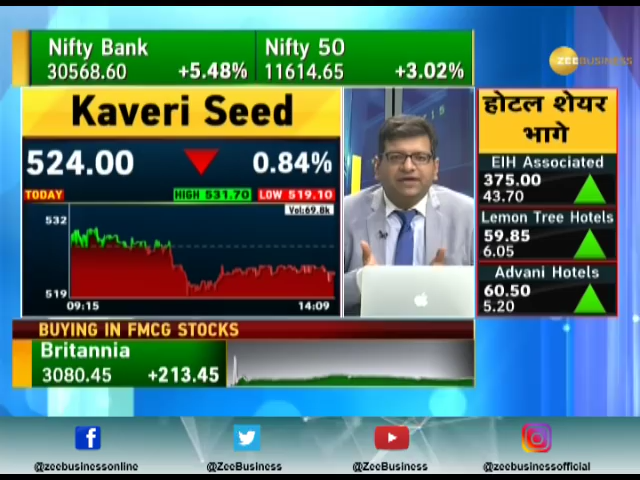 Nifty Bank
30568.60 +5.48%
Nifty 50
11614.65 +3.02%
ZEEBUSINESS
Kaveri Seed
524.00 0.84%
TODAY HIGH 531.70 LOW 519.10
Vol:69.8k
532
519
09:15 14:09
होटल शेयर
भागे
EIH Associated
375.00
43.70
Lemon Tree Hotels
59.85
6.05
Advani Hotels
60.50
5.20
BUYING IN FMCG STOCKS
Britannia
3080.45 +213.45
@zeebusinessonline @ZeeBusiness @ZeeBusiness @zeebusinessofficial